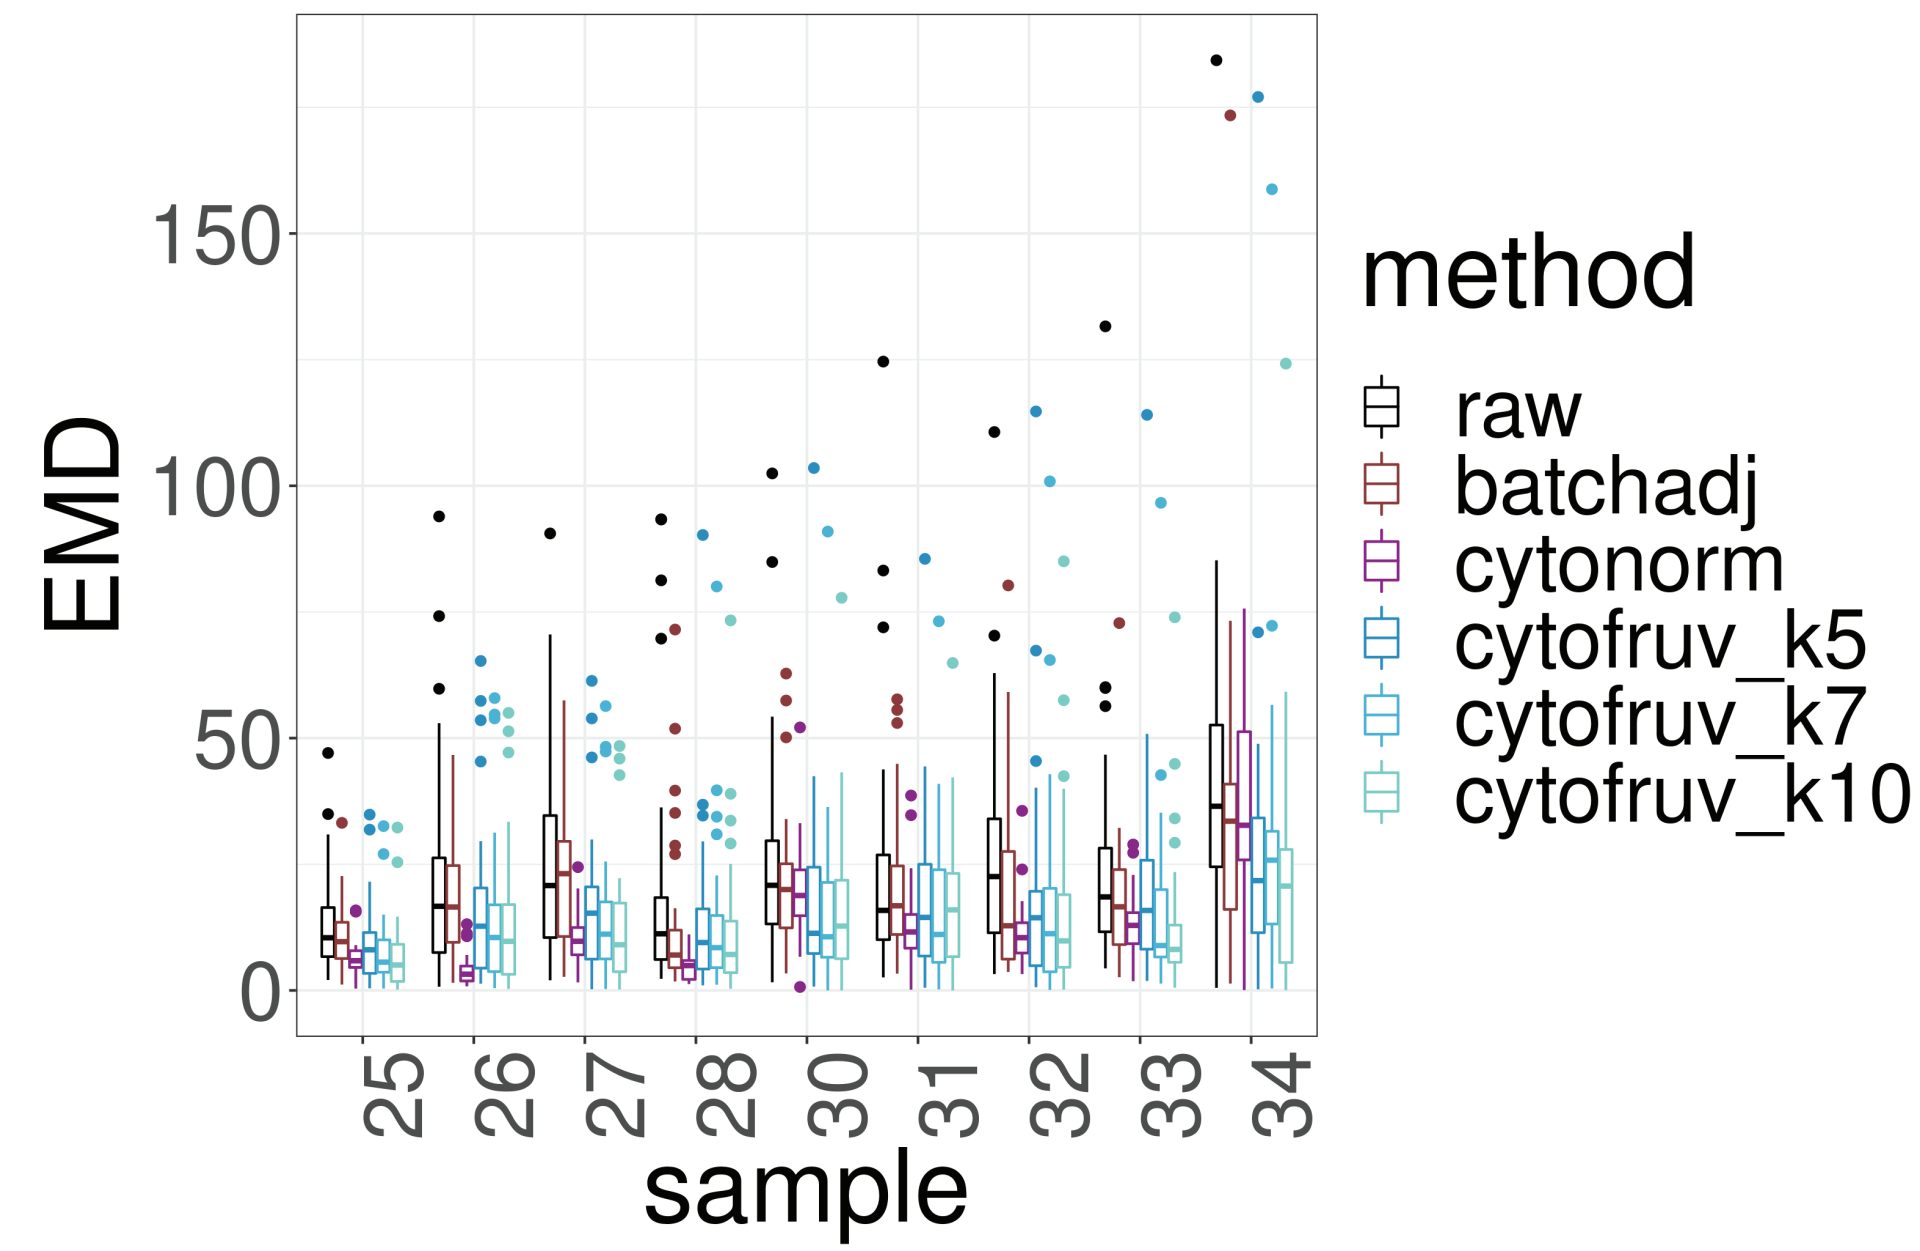 EMD
150
100
50
0
25 26 27 28 30 31 32 33 34
sample
method
raw
batchadj
cytonorm
cytofruv_k5
cytofruv_k7
cytofruv_k10